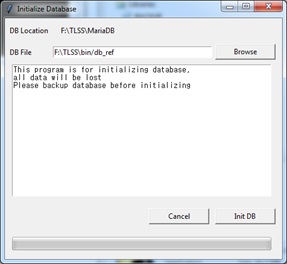 Initialize Database
DB Location F:\TLSS\MariaDB
DB File F:\TLSS\bin/db_ref Browse
This program is for initializing database,
all data will be lost
Please backup database before initializing
Cancel Init DB